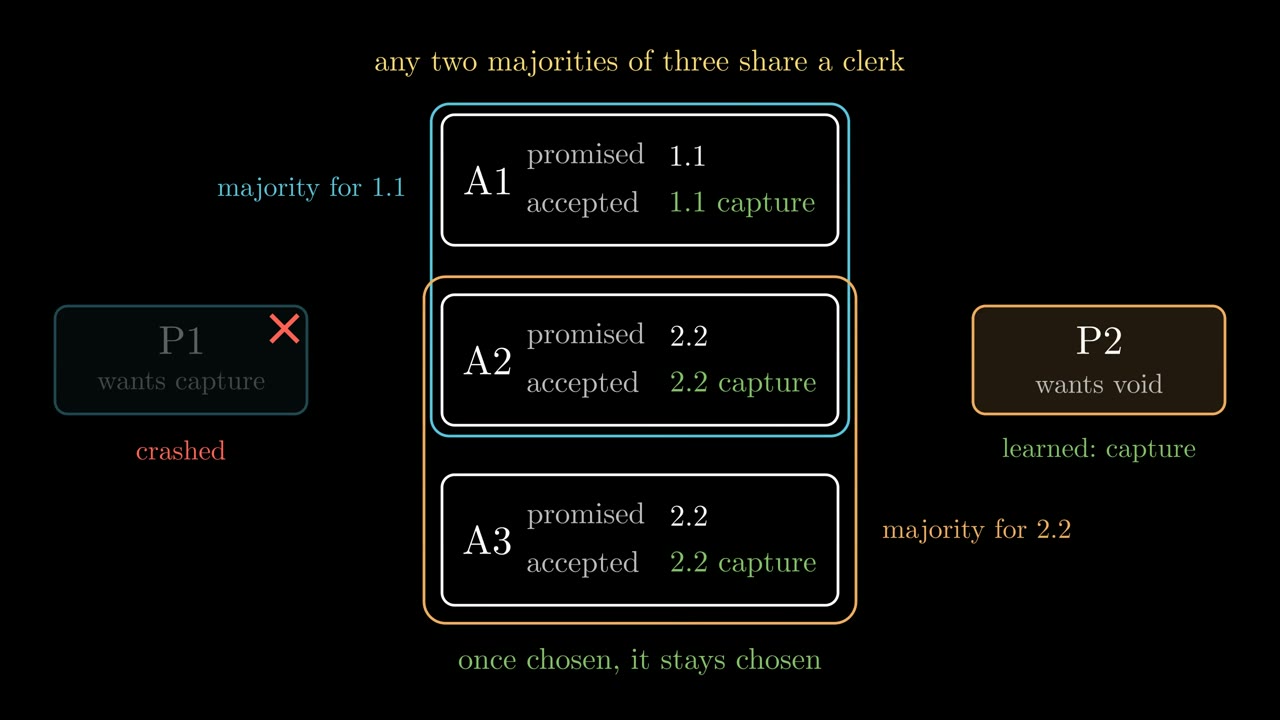 any two majorities of three share a clerk
majority for 1.1
A1
promised 1.1
accepted 1.1 capture
P1
wants capture
crashed
A2
promised 2.2
accepted 2.2 capture
P2
wants void
learned: capture
A3
promised 2.2
accepted 2.2 capture
majority for 2.2
once chosen, it stays chosen